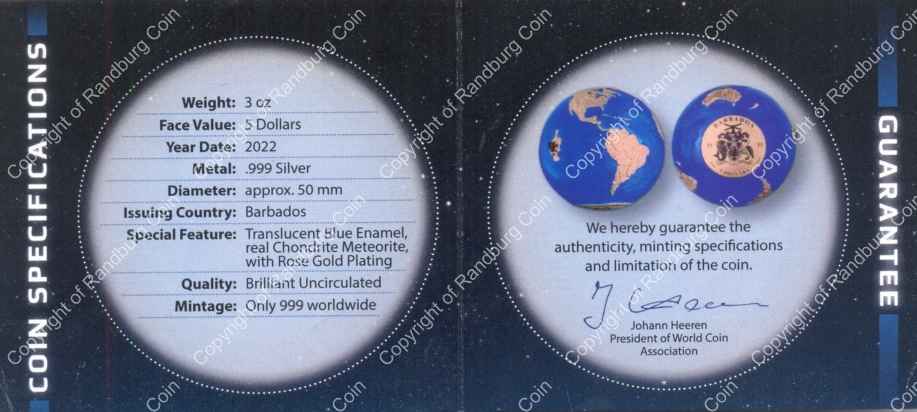 COIN SPECIFICATIONS
Weight: 3 oz
Face Value: 5 Dollars
Year Date: 2022
Metal: .999 Silver
Diameter: approx. 50 mm
Issuing Country: Barbados
Special Feature: Translucent Blue Enamel,
real Chondrite Meteorite,
with Rose Gold Plating
Quality: Brilliant Uncirculated
Mintage: Only 999 worldwide
BARBADOS
We hereby guarantee the
authenticity, minting specifications
and limitation of the coin.
Johann Heeren
President of World Coin
Association
GUARANTEE
Copyright of Randburg Coin